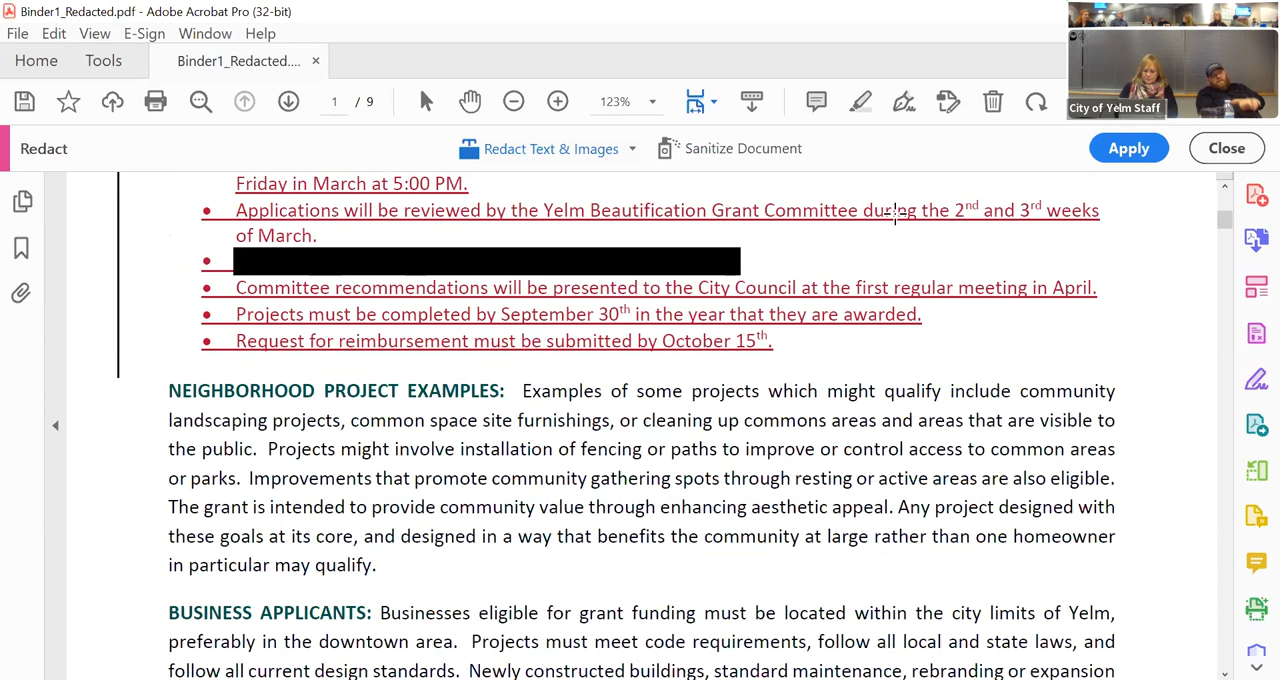 Binder1_Redacted.pdf - Adobe Acrobat Pro (32-bit)
File Edit View E-Sign Window Help
Home Tools Binder1_Redacted.... ×
1 / 9 123%
City of Yelm Staff
Redact Redact Text & Images Sanitize Document Apply Close
Friday in March at 5:00 PM.
• Applications will be reviewed by the Yelm Beautification Grant Committee during the 2nd and 3rd weeks
of March.
•
• Committee recommendations will be presented to the City Council at the first regular meeting in April.
• Projects must be completed by September 30th in the year that they are awarded.
• Request for reimbursement must be submitted by October 15th.
NEIGHBORHOOD PROJECT EXAMPLES: Examples of some projects which might qualify include community
landscaping projects, common space site furnishings, or cleaning up commons areas and areas that are visible to
the public. Projects might involve installation of fencing or paths to improve or control access to common areas
or parks. Improvements that promote community gathering spots through resting or active areas are also eligible.
The grant is intended to provide community value through enhancing aesthetic appeal. Any project designed with
these goals at its core, and designed in a way that benefits the community at large rather than one homeowner
in particular may qualify.
BUSINESS APPLICANTS: Businesses eligible for grant funding must be located within the city limits of Yelm,
preferably in the downtown area. Projects must meet code requirements, follow all local and state laws, and
follow all current design standards. Newly constructed buildings, standard maintenance, rebranding or expansion